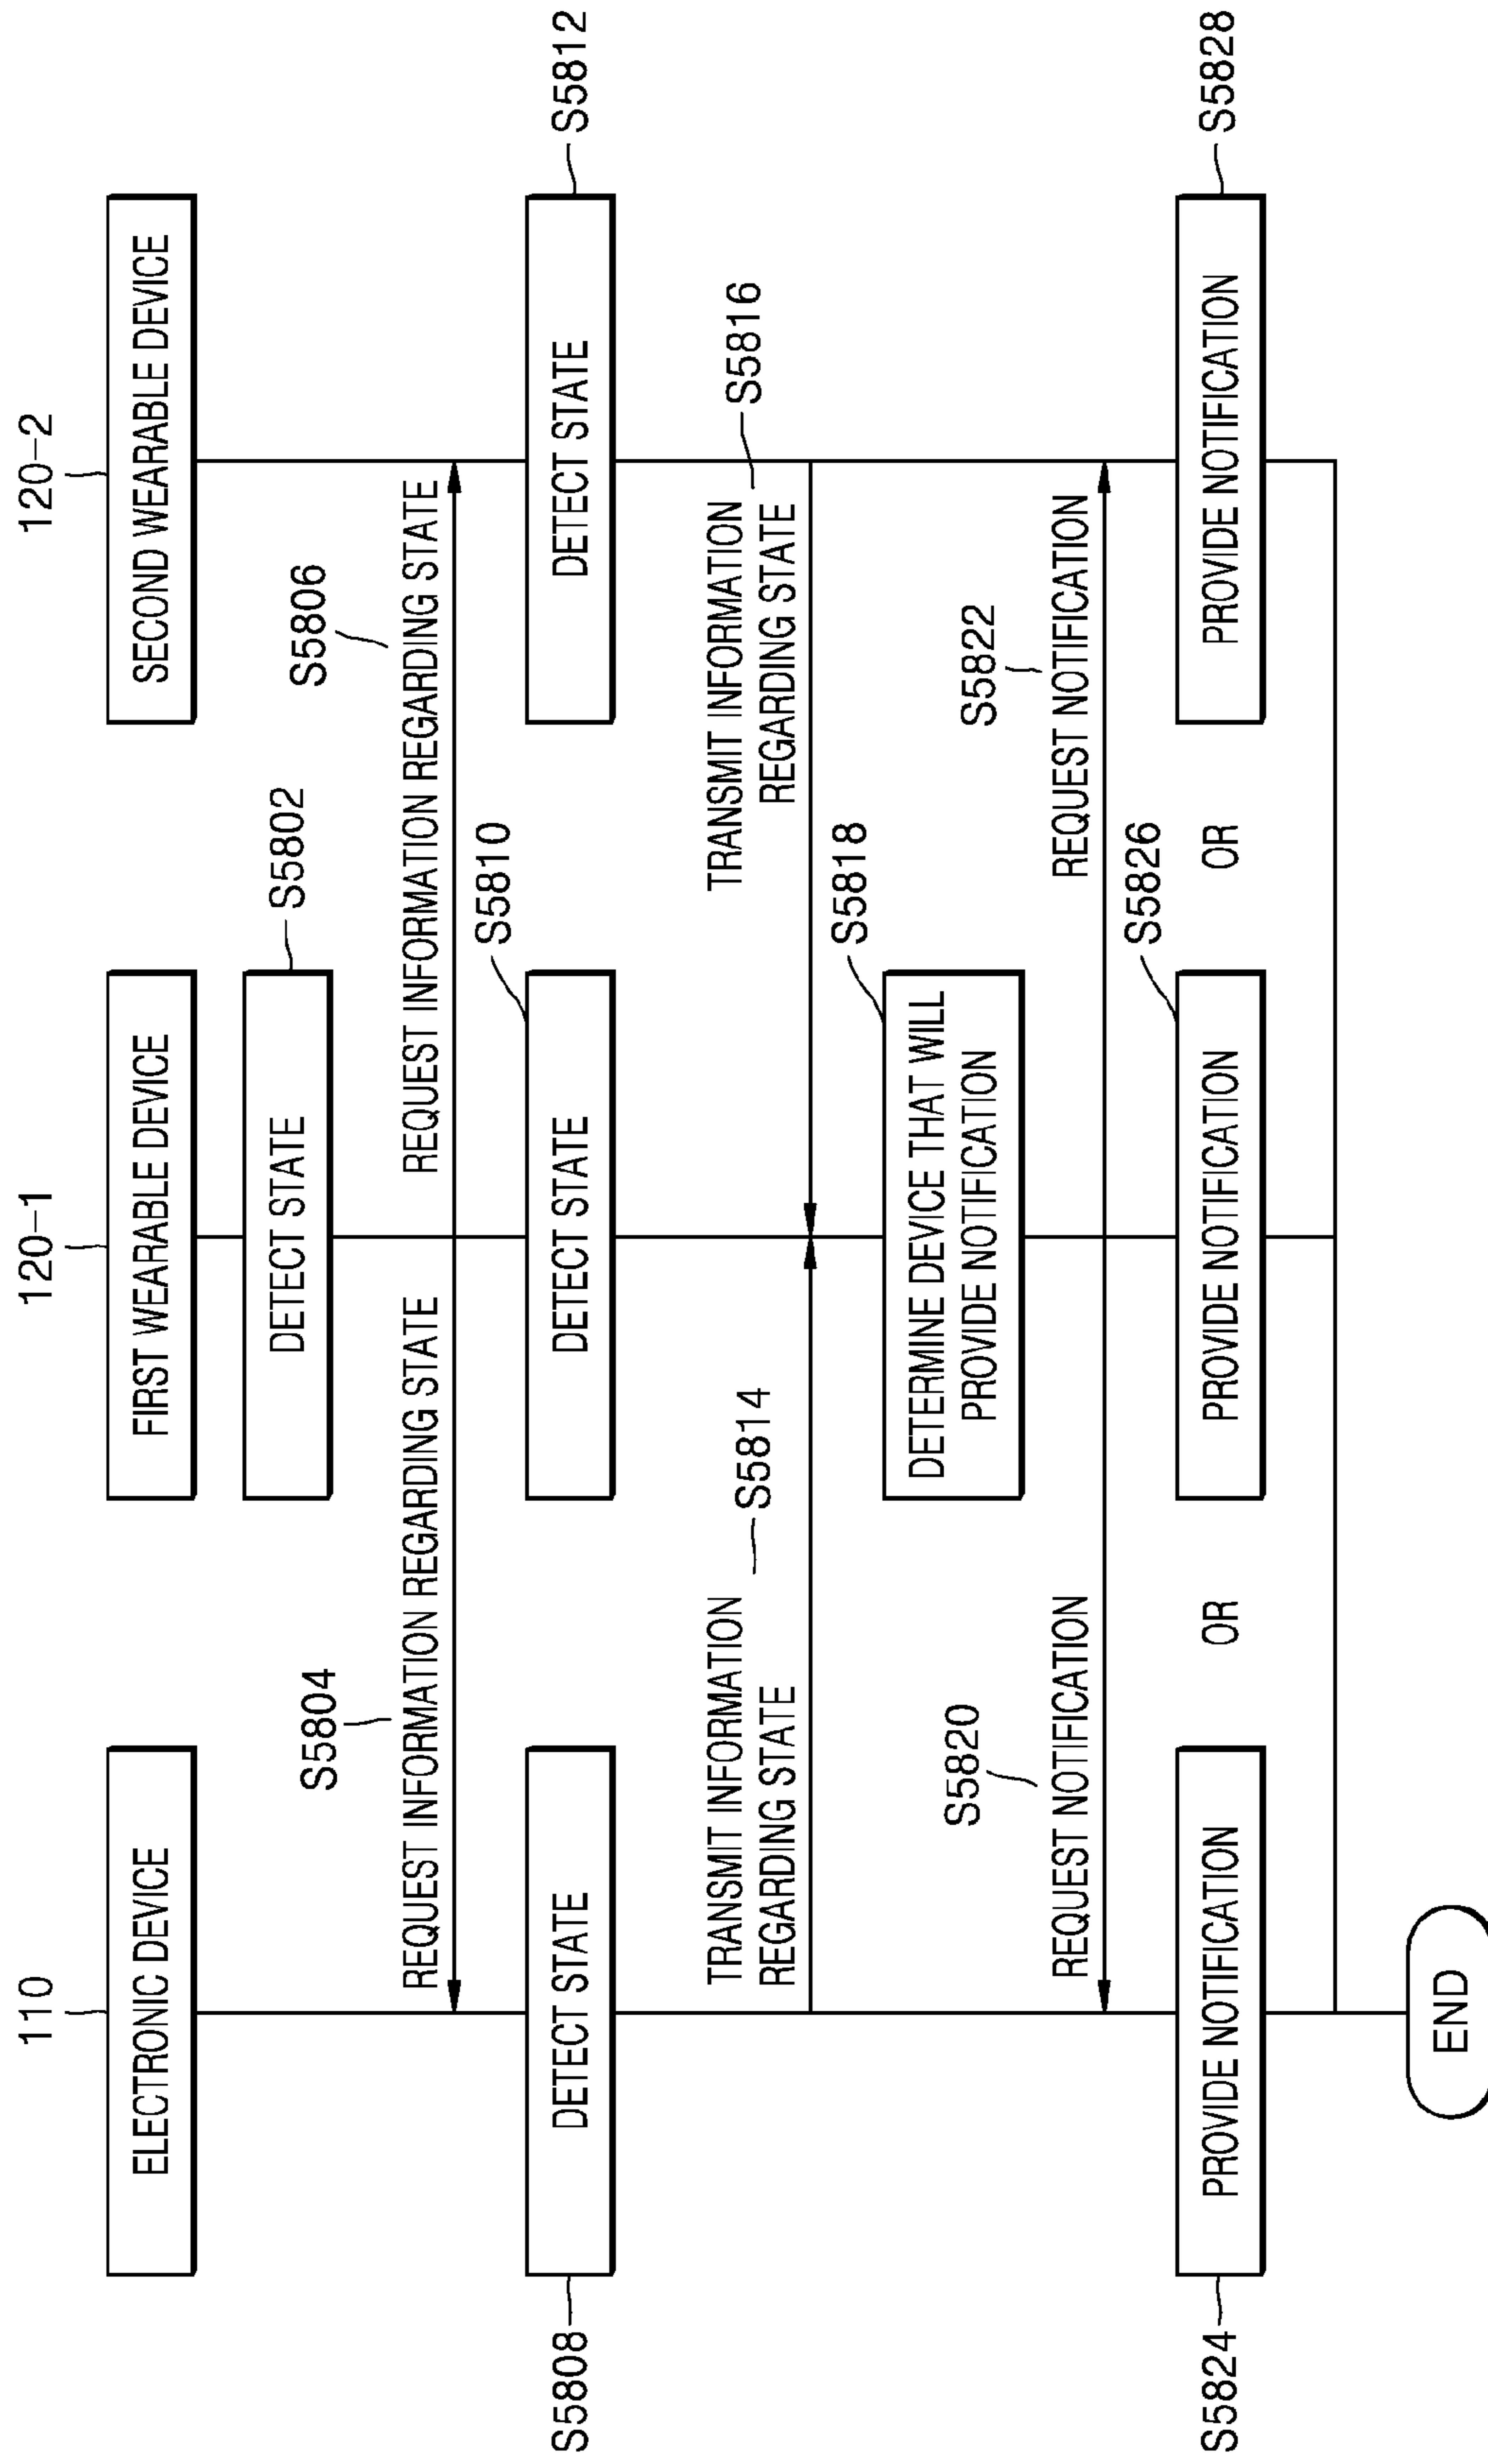 110
120-1
120-2
ELECTRONIC DEVICE
FIRST WEARABLE DEVICE
SECOND WEARABLE DEVICE
DETECT STATE
S5802
S5804
S5806
REQUEST INFORMATION REGARDING STATE
REQUEST INFORMATION REGARDING STATE
S5810
S5808
DETECT STATE
DETECT STATE
DETECT STATE
S5812
TRANSMIT INFORMATION
REGARDING STATE
S5814
TRANSMIT INFORMATION
REGARDING STATE
S5816
S5818
DETERMINE DEVICE THAT WILL
PROVIDE NOTIFICATION
S5820
S5822
REQUEST NOTIFICATION
REQUEST NOTIFICATION
S5826
S5824
PROVIDE NOTIFICATION
OR
PROVIDE NOTIFICATION
OR
PROVIDE NOTIFICATION
S5828
END